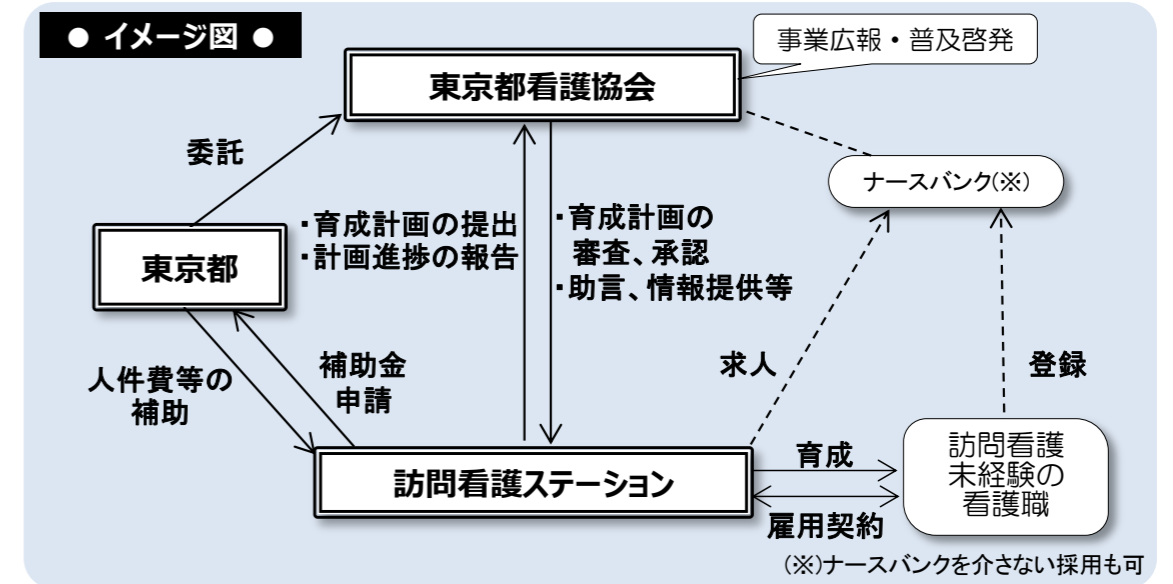 ● イメージ図 ●
事業広報・普及啓発
東京都看護協会
委託
ナースバンク(※)
・育成計画の提出
・計画進捗の報告
・育成計画の
審査、承認
・助言、情報提供等
東京都
人件費等の
補助
補助金
申請
求人
登録
訪問看護ステーション
育成
雇用契約
訪問看護
未経験の
看護職
(※)ナースバンクを介さない採用も可